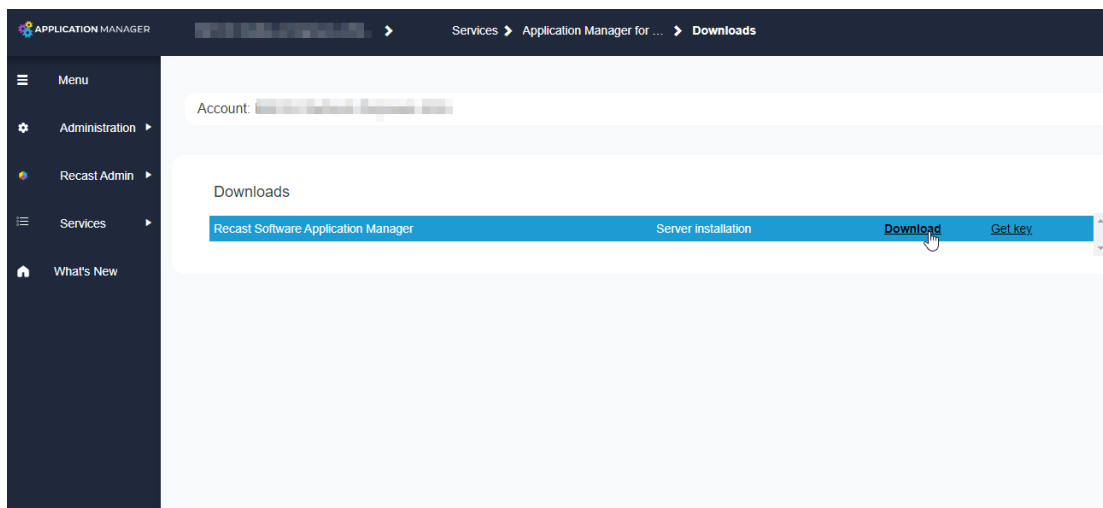 APPLICATION MANAGER
Services Application Manager for ... Downloads
Menu
Account:
Administration
Recast Admin
Downloads
Services
Recast Software Application Manager Server installation Download Get key
What's New